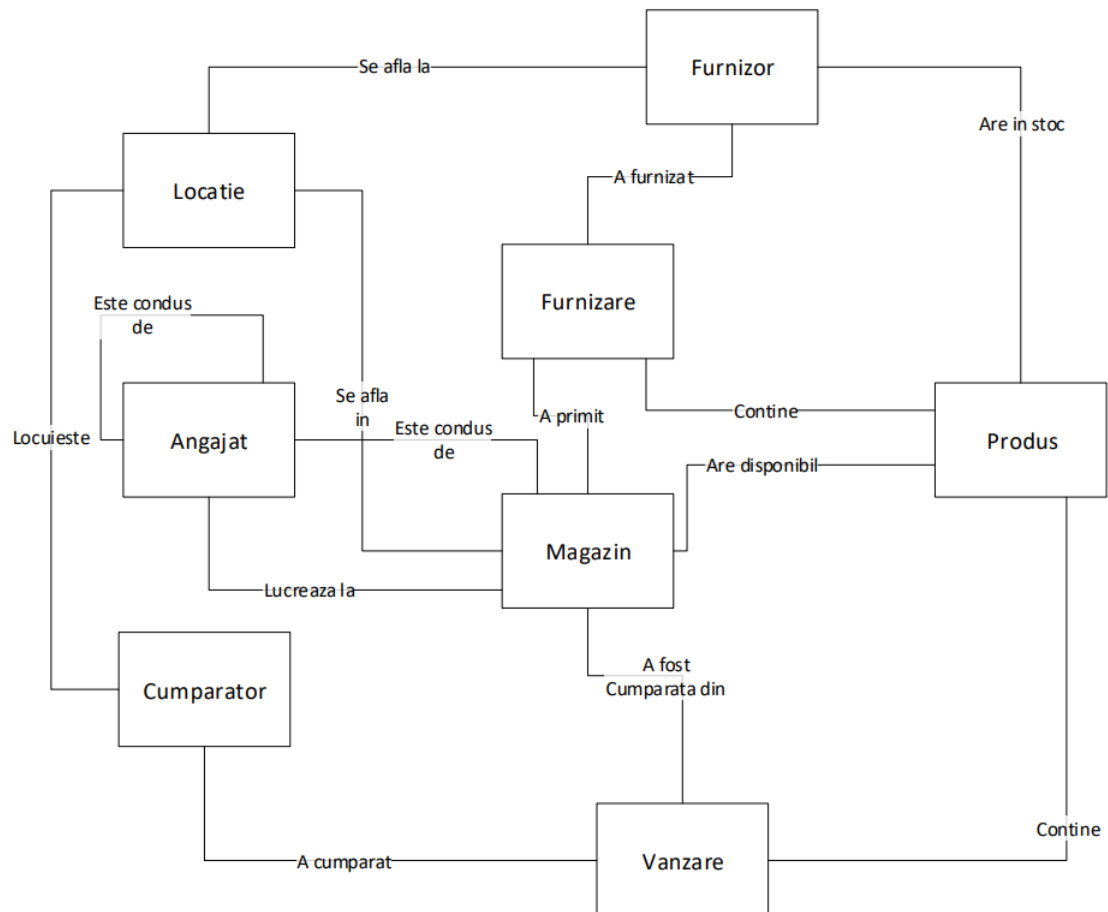 Furnizor
Se afla la
Are in stoc
A furnizat
Locatie
Furnizare
Este condus
de
Se afla
in
A primit
Contine
Este condus
de
Locuieste
Angajat
Produs
Are disponibil
Magazin
Lucreaza la
A fost
Cumparata din
Cumparator
Contine
A cumparat
Vanzare